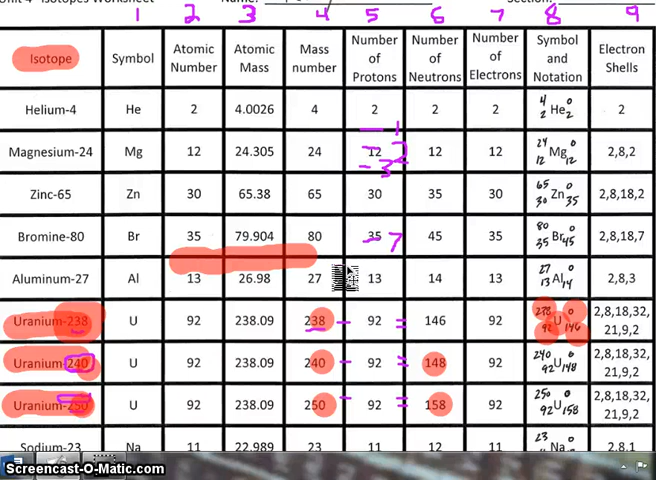 Unit 4 Isotopes Worksheet Name: Section:
1 2 3 4 5 6 7 8 9
Isotope Symbol Atomic Number Atomic Mass Mass number Number of Protons Number of Neutrons Number of Electrons Symbol and Notation Electron Shells
Helium-4 He 2 4.0026 4 2 2 2 4 0 2 He 2 2
1
Magnesium-24 Mg 12 24.305 24 12 12 12 24 0 12 Mg 12 2,8,2
2
3
Zinc-65 Zn 30 65.38 65 30 35 30 65 0 30 Zn 35 2,8,18,2
Bromine-80 Br 35 79.904 80 35 45 35 80 0 35 Br 45 2,8,18,7
-7
Aluminum-27 Al 13 26.98 27 13 14 13 27 0 13 Al 14 2,8,3
Uranium-238 U 92 238.09 238 - 92 = 146 92 238 0 92 U 146 2,8,18,32, 21,9,2
Uranium-240 U 92 238.09 240 - 92 = 148 92 240 0 92 U 148 2,8,18,32, 21,9,2
Uranium-250 U 92 238.09 250 - 92 = 158 92 250 0 92 U 158 2,8,18,32, 21,9,2
Sodium-23 Na 11 22.989 23 11 12 11 23 0 Na 2,8,1
Screencast-O-Matic.com